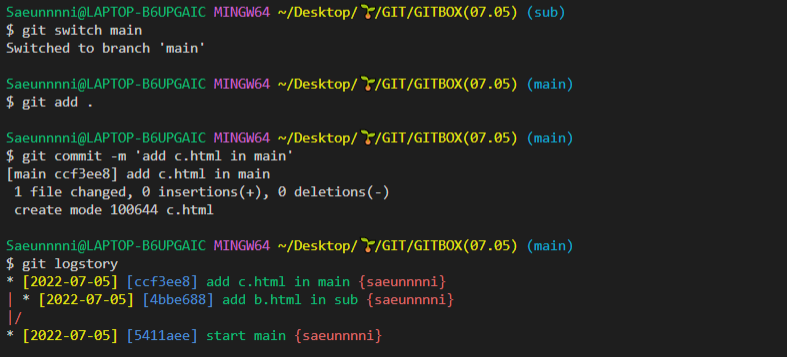 Saeunnnni@LAPTOP-B6UPGAIC MINGW64 ~/Desktop/🌱/GIT/GITBOX(07.05) (sub)
$ git switch main
Switched to branch 'main'
Saeunnnni@LAPTOP-B6UPGAIC MINGW64 ~/Desktop/🌱/GIT/GITBOX(07.05) (main)
$ git add .
Saeunnnni@LAPTOP-B6UPGAIC MINGW64 ~/Desktop/🌱/GIT/GITBOX(07.05) (main)
$ git commit -m 'add c.html in main'
[main ccf3ee8] add c.html in main
 1 file changed, 0 insertions(+), 0 deletions(-)
 create mode 100644 c.html
Saeunnnni@LAPTOP-B6UPGAIC MINGW64 ~/Desktop/🌱/GIT/GITBOX(07.05) (main)
$ git logstory
* [2022-07-05] [ccf3ee8] add c.html in main {saeunnnni}
| * [2022-07-05] [4bbe688] add b.html in sub {saeunnnni}
|/
* [2022-07-05] [5411aee] start main {saeunnnni}